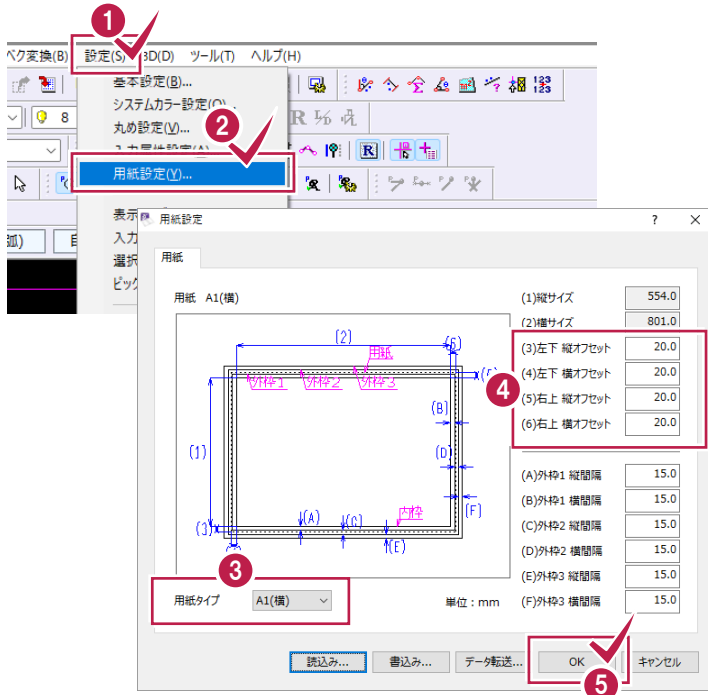 1
ベク変換(B) 設定(S) 3D(D) ツール(T) ヘルプ(H)
基本設定(B)...
システムカラー設定(O)...
8
丸め設定(V)...
2
入力属性設定(A)...
用紙設定(Y)...
表示
入力
選択
ピック
用紙設定 ? ×
用紙
用紙 A1(横)
(1)縦サイズ 554.0
(2)横サイズ 801.0
(3)左下 縦オフセット 20.0
(4)左下 横オフセット 20.0
(5)右上 縦オフセット 20.0
(6)右上 横オフセット 20.0
4
(2)
用紙
(6)
外枠1 外枠2 外枠3
(B)
(1)
(D)
(F)
(A) (C) 内枠
(3)
(E)
(A)外枠1 縦間隔 15.0
(B)外枠1 横間隔 15.0
(C)外枠2 縦間隔 15.0
(D)外枠2 横間隔 15.0
(E)外枠3 縦間隔 15.0
(F)外枠3 横間隔 15.0
3
用紙タイプ A1(横)
単位：mm
読込み... 書込み... データ転送... OK キャンセル
5